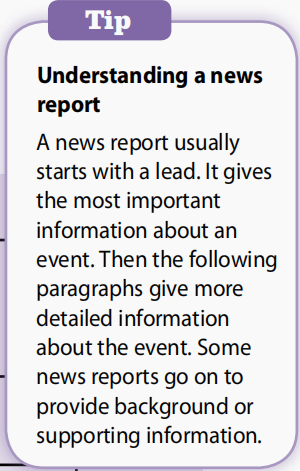 Tip
Understanding a news
report
A news report usually
starts with a lead. It gives
the most important
information about an
event. Then the following
paragraphs give more
detailed information
about the event. Some
news reports go on to
provide background or
supporting information.